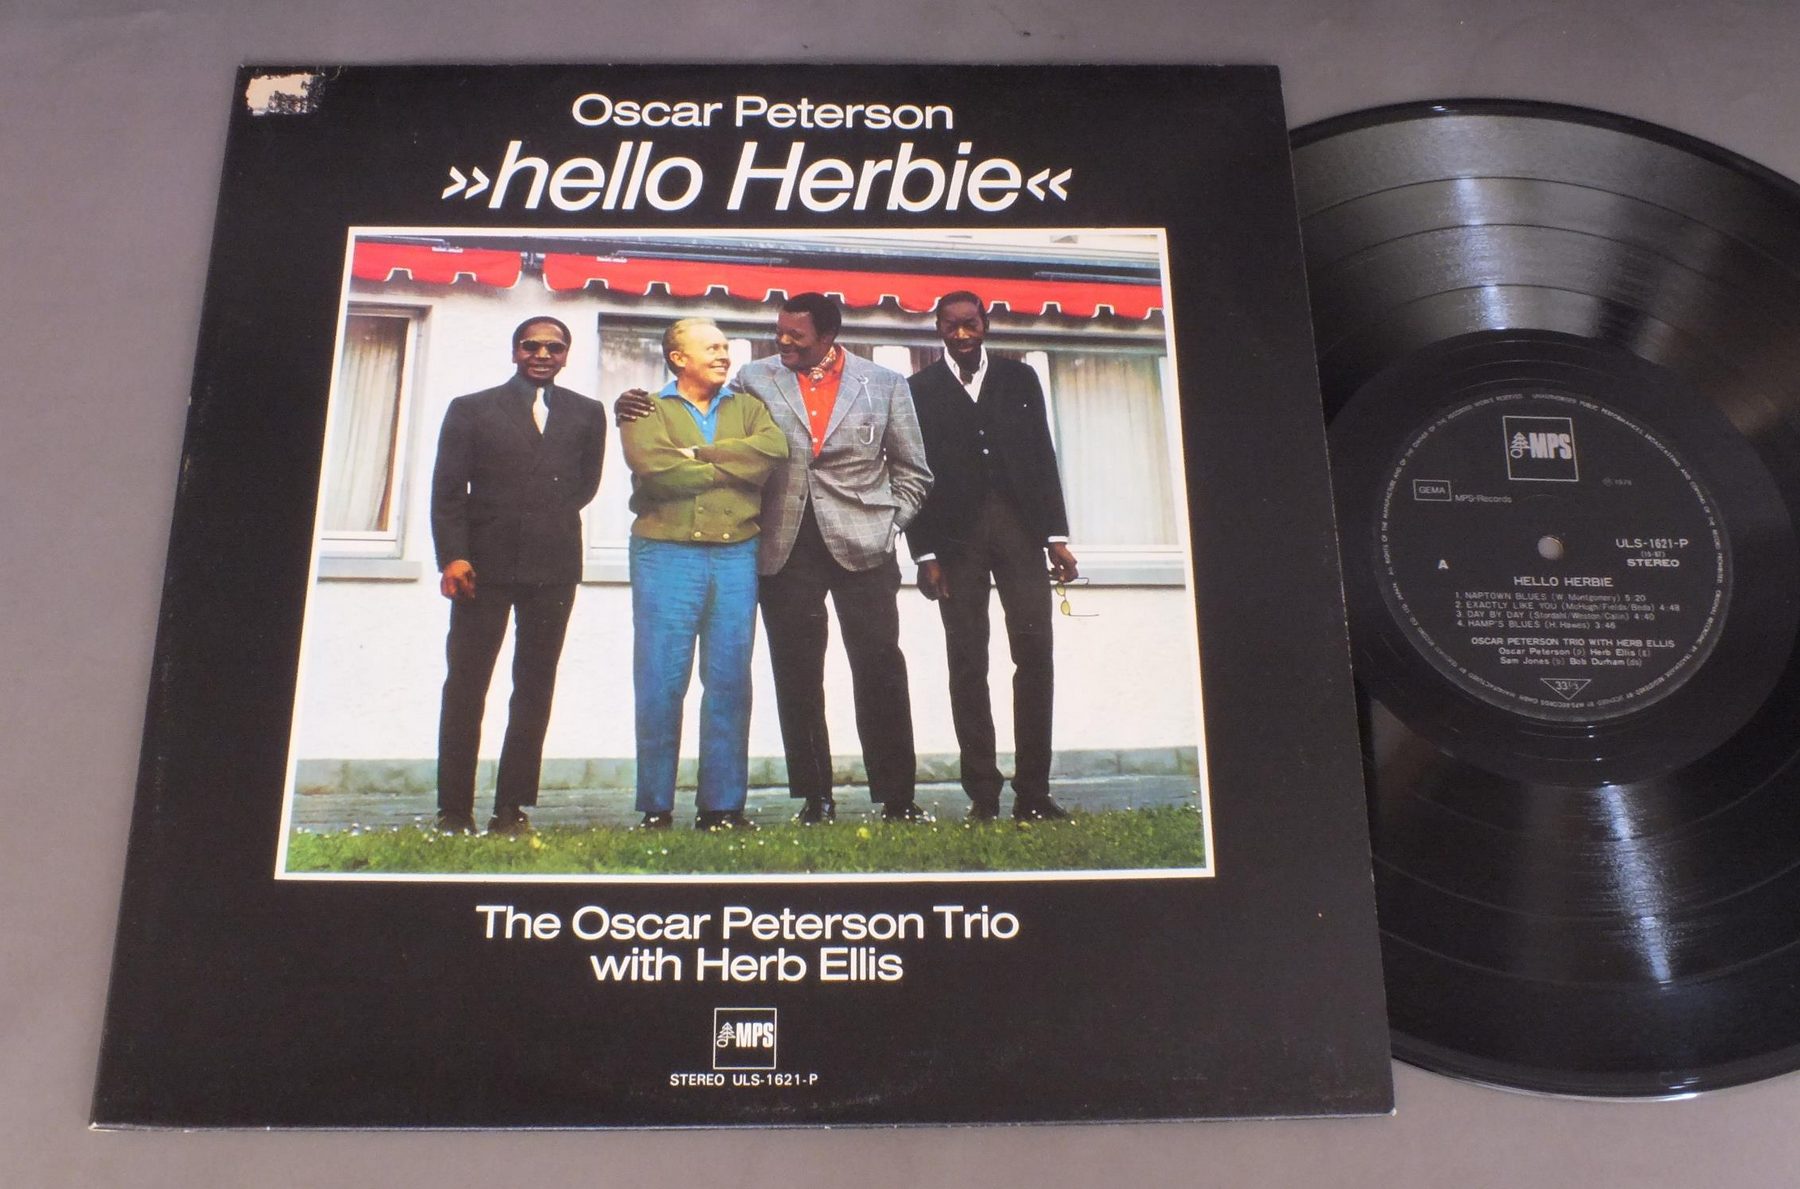 Oscar Peterson
»hello Herbie«
The Oscar Peterson Trio
with Herb Ellis
MPS
STEREO ULS-1621-P
MPS
GEMA
MPS-Records
ULS-1621-P
STEREO
A
HELLO HERBIE
1. NAPTOWN BLUES (W. Montgomery) 5:20
2. EXACTLY LIKE YOU (McHugh/Fields/Beda) 4:48
3. DAY BY DAY (Stordahl/Weston/Cahn) 4:40
4. HAMP'S BLUES (H. Hawes) 3:46
OSCAR PETERSON TRIO WITH HERB ELLIS
Oscar Peterson (p) Herb Ellis (g)
Sam Jones (b) Bob Durham (ds)
33 1/3